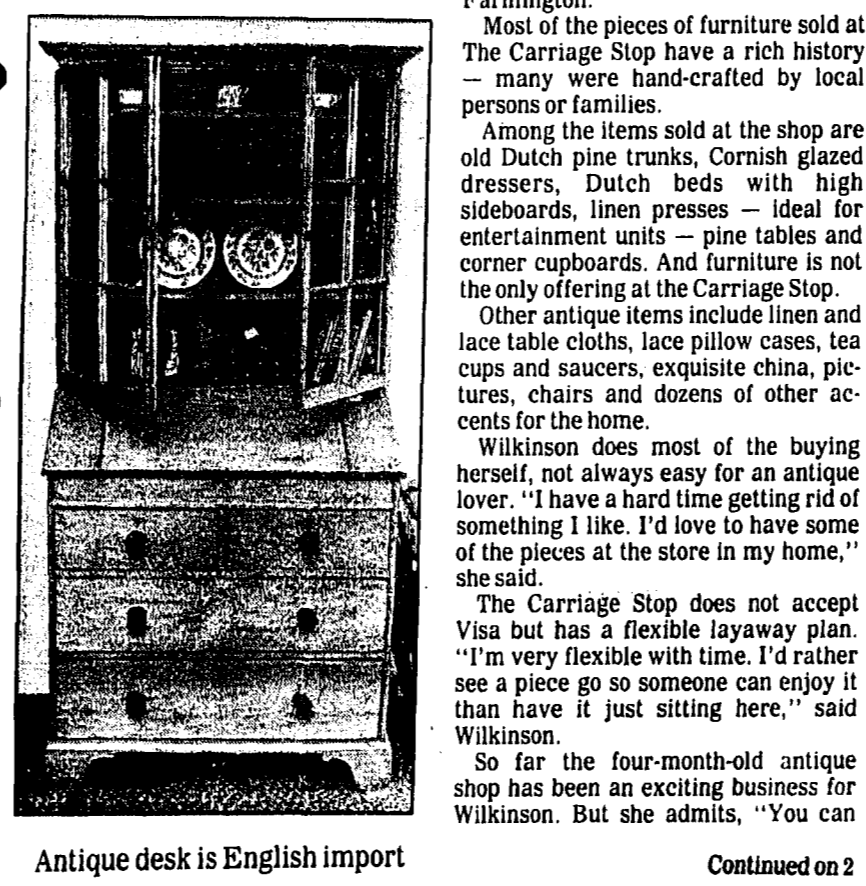 Farmington.
Most of the pieces of furniture sold at
The Carriage Stop have a rich history
— many were hand-crafted by local
persons or families.
Among the items sold at the shop are
old Dutch pine trunks, Cornish glazed
dressers, Dutch beds with high
sideboards, linen presses — ideal for
entertainment units — pine tables and
corner cupboards. And furniture is not
the only offering at the Carriage Stop.
Other antique items include linen and
lace table cloths, lace pillow cases, tea
cups and saucers, exquisite china, pic-
tures, chairs and dozens of other ac-
cents for the home.
Wilkinson does most of the buying
herself, not always easy for an antique
lover. "I have a hard time getting rid of
something I like. I'd love to have some
of the pieces at the store in my home,"
she said.
The Carriage Stop does not accept
Visa but has a flexible layaway plan.
"I'm very flexible with time. I'd rather
see a piece go so someone can enjoy it
than have it just sitting here," said
Wilkinson.
So far the four-month-old antique
shop has been an exciting business for
Wilkinson. But she admits, "You can
Continued on 2
Antique desk is English import